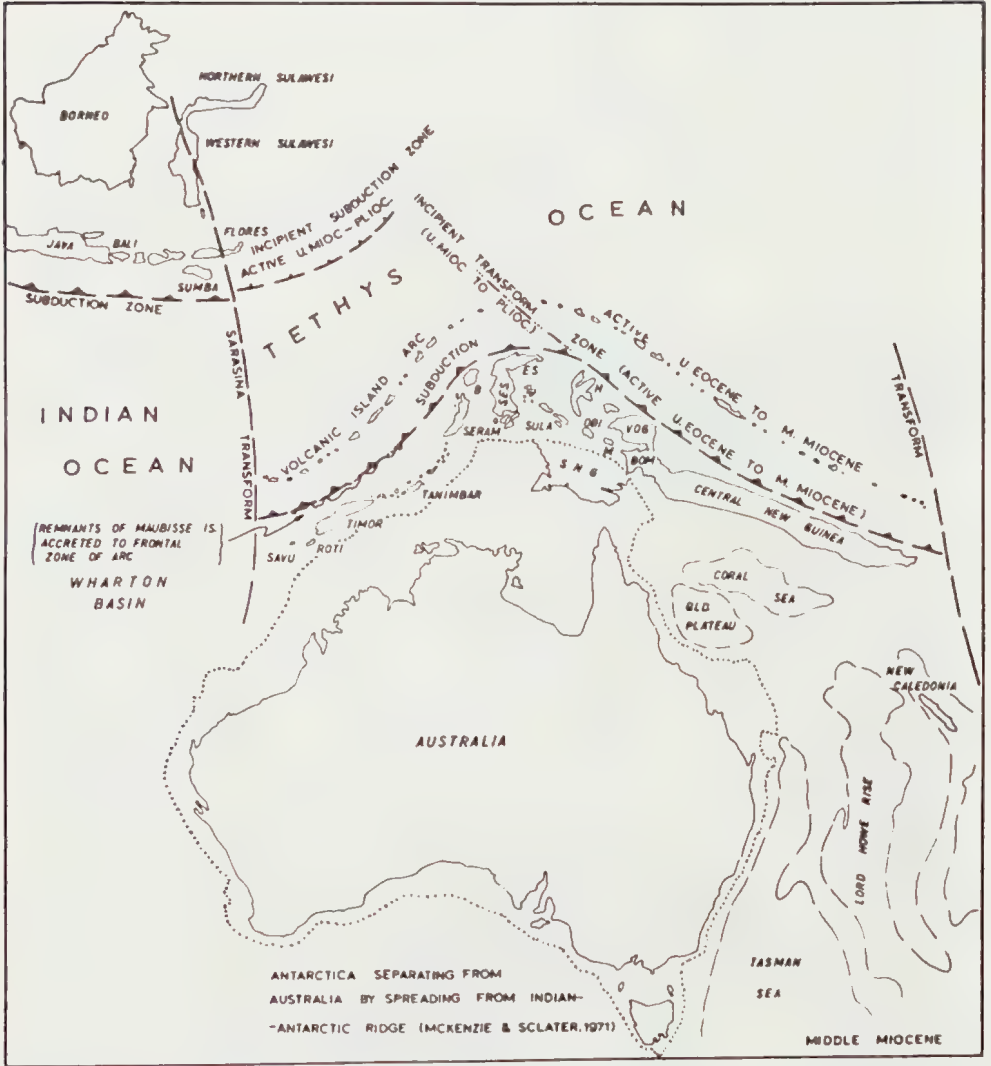 NORTHERN SULAWESI
BORNEO
WESTERN SULAWESI
INCIPIENT SUBDUCTION ZONE
ACTIVE U.MIOC-PLIOC.
FLORES
JAVA
BALI
SUMBA
SUBDUCTION ZONE
TETHYS
OCEAN
INCIPIENT TRANSFORM
(U.MIOC TO PLIOC.)
ACTIVE U.EOCENE TO M. MIOCENE
VOLCANIC ISLAND ARC
SUBDUCTION ZONE (ACTIVE U.EOCENE TO M. MIOCENE)
SARASINA TRANSFORM
TRANSFORM
INDIAN
OCEAN
B
SES
ES
H
SERAM
SULA
OBI
VOG
M
BOM
S N G
CENTRAL NEW GUINEA
TANIMBAR
TIMOR
ROTI
SAVU
(REMNANTS OF MAUBISSE IS.
ACCRETED TO FRONTAL
ZONE OF ARC)
WHARTON
BASIN
CORAL
SEA
QLD.
PLATEAU
NEW
CALEDONIA
AUSTRALIA
LORD HOWE RISE
TASMAN
SEA
ANTARCTICA SEPARATING FROM
AUSTRALIA BY SPREADING FROM INDIAN-
-ANTARCTIC RIDGE (MCKENZIE & SCLATER,1971)
MIDDLE MIOCENE